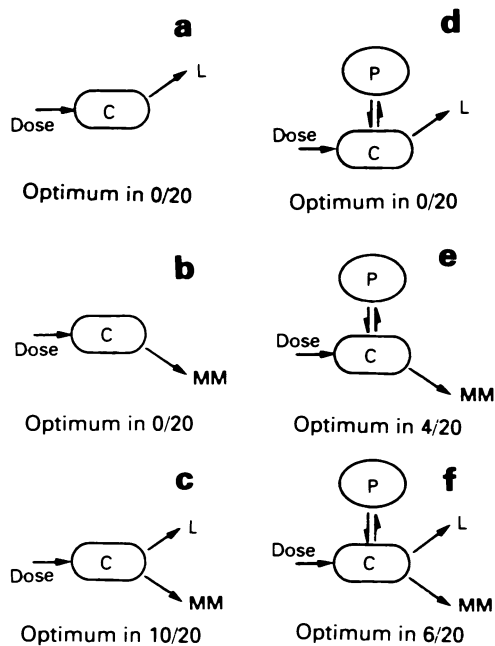 a
C
L
Dose
Optimum in 0/20
b
C
Dose
MM
Optimum in 0/20
c
L
C
Dose
MM
Optimum in 10/20
d
P
L
Dose
C
Optimum in 0/20
e
P
Dose
C
MM
Optimum in 4/20
f
P
L
Dose
C
MM
Optimum in 6/20